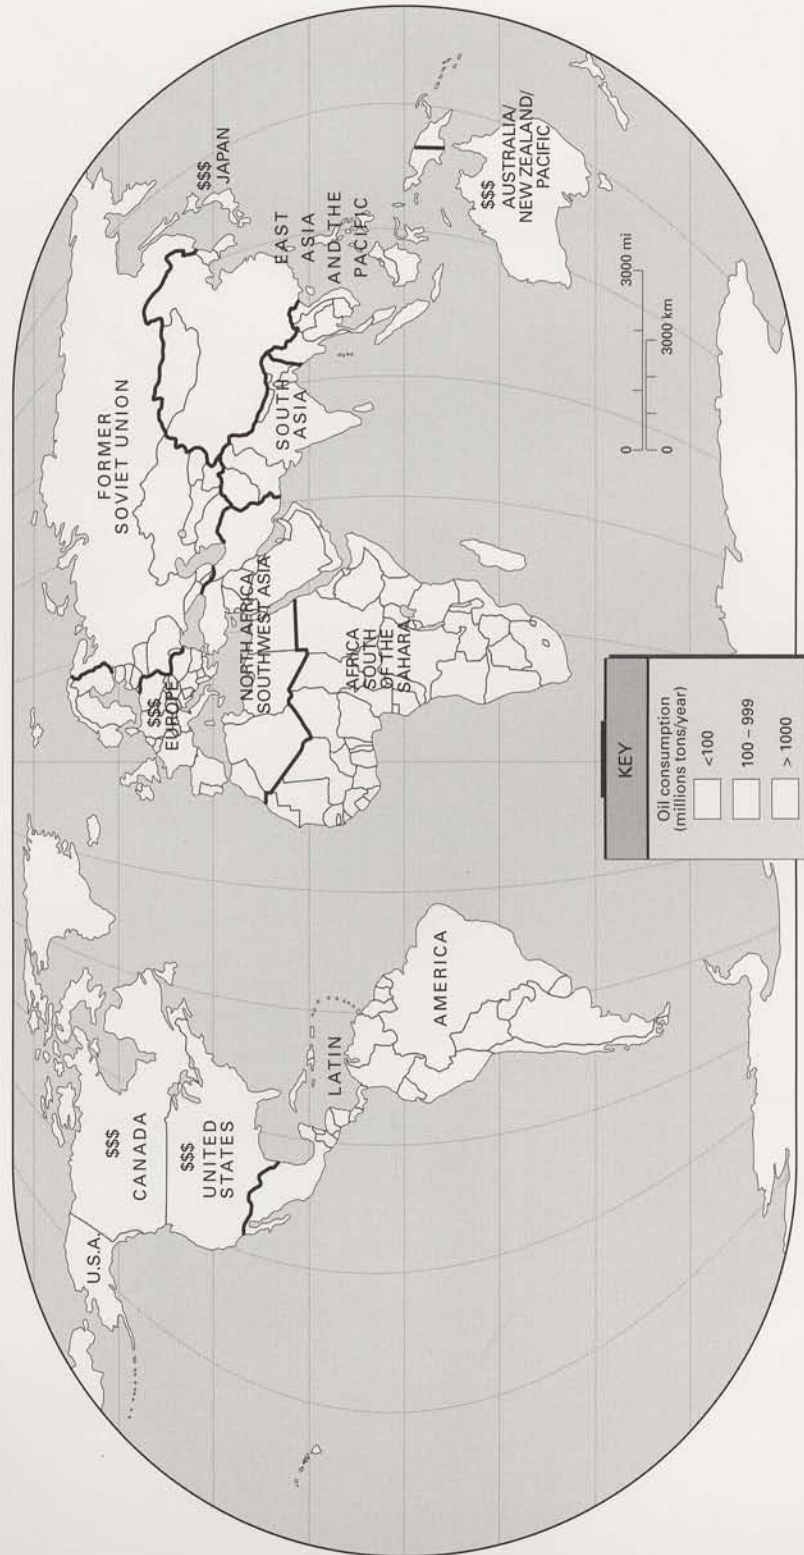 U.S.A.
$$$
CANADA
$$$
UNITED
STATES
LATIN
AMERICA
$$$
EUROPE
FORMER
SOVIET UNION
NORTH AFRICA/
SOUTHWEST ASIA
AFRICA
SOUTH
OF THE
SAHARA
SOUTH
ASIA
EAST
ASIA
AND THE
PACIFIC
$$$
JAPAN
$$$
AUSTRALIA/
NEW ZEALAND/
PACIFIC
0 3000 mi
0 3000 km
KEY
Oil consumption
(millions tons/year)
<100
100 – 999
> 1000